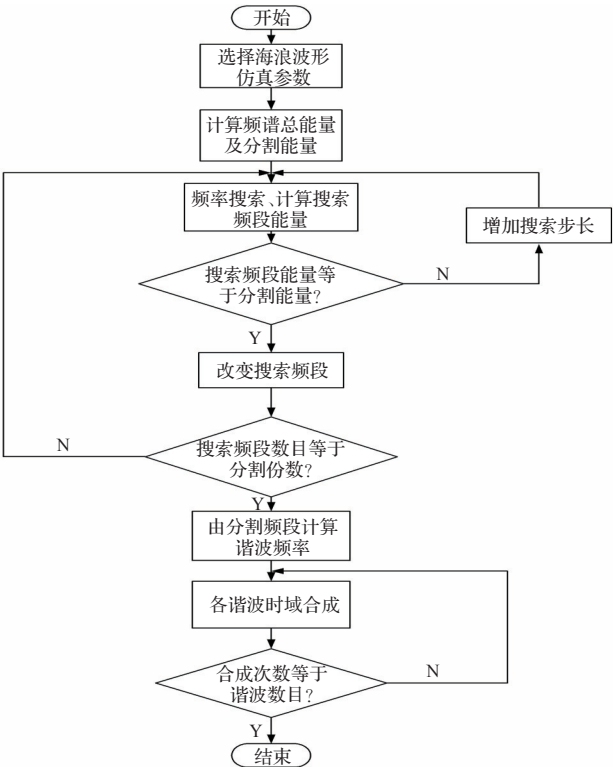 开始
选择海浪波形
仿真参数
计算频谱总能量
及分割能量
频率搜索、计算搜索
频段能量
增加搜索步长
搜索频段能量等
于分割能量?
N
Y
改变搜索频段
搜索频段数目等于
分割份数?
N
Y
由分割频段计算
谐波频率
各谐波时域合成
合成次数等于
谐波数目?
N
Y
结束